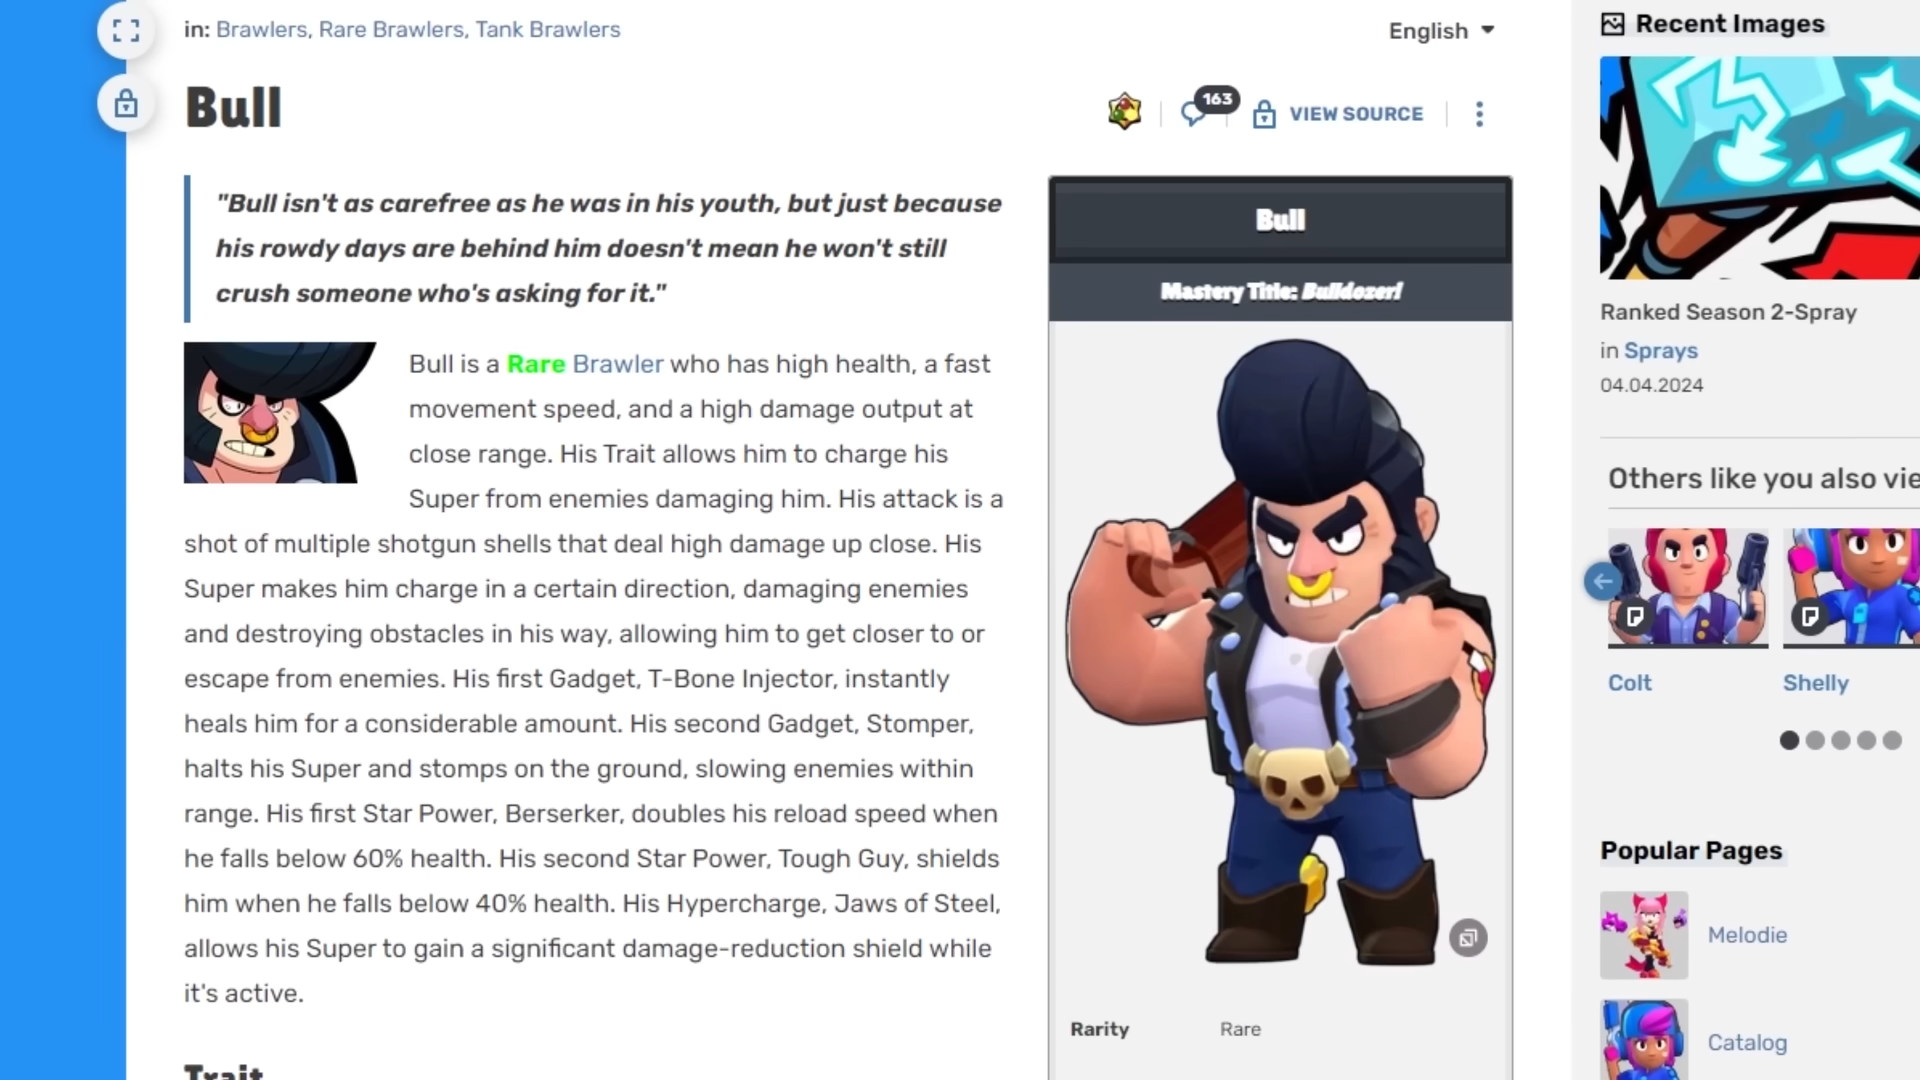 in: Brawlers, Rare Brawlers, Tank Brawlers
English
Bull
163
VIEW SOURCE
"Bull isn't as carefree as he was in his youth, but just because
his rowdy days are behind him doesn't mean he won't still
crush someone who's asking for it."
Bull is a Rare Brawler who has high health, a fast
movement speed, and a high damage output at
close range. His Trait allows him to charge his
Super from enemies damaging him. His attack is a
shot of multiple shotgun shells that deal high damage up close. His
Super makes him charge in a certain direction, damaging enemies
and destroying obstacles in his way, allowing him to get closer to or
escape from enemies. His first Gadget, T-Bone Injector, instantly
heals him for a considerable amount. His second Gadget, Stomper,
halts his Super and stomps on the ground, slowing enemies within
range. His first Star Power, Berserker, doubles his reload speed when
he falls below 60% health. His second Star Power, Tough Guy, shields
him when he falls below 40% health. His Hypercharge, Jaws of Steel,
allows his Super to gain a significant damage-reduction shield while
it's active.
Trait
Bull
Mastery Title: Bulldozer!
Rarity Rare
Recent Images
Ranked Season 2-Spray
in Sprays
04.04.2024
Others like you also vie
Colt
Shelly
Popular Pages
Melodie
Catalog